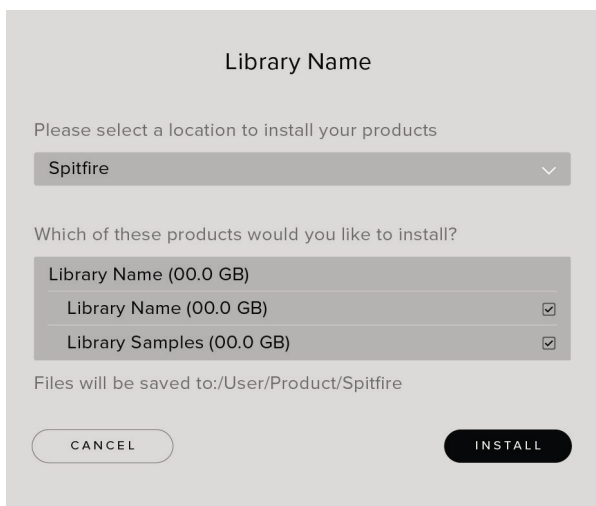 Library Name
Please select a location to install your products
Spitfire
Which of these products would you like to install?
Library Name (00.0 GB)
Library Name (00.0 GB)
Library Samples (00.0 GB)
Files will be saved to:/User/Product/Spitfire
CANCEL
INSTALL